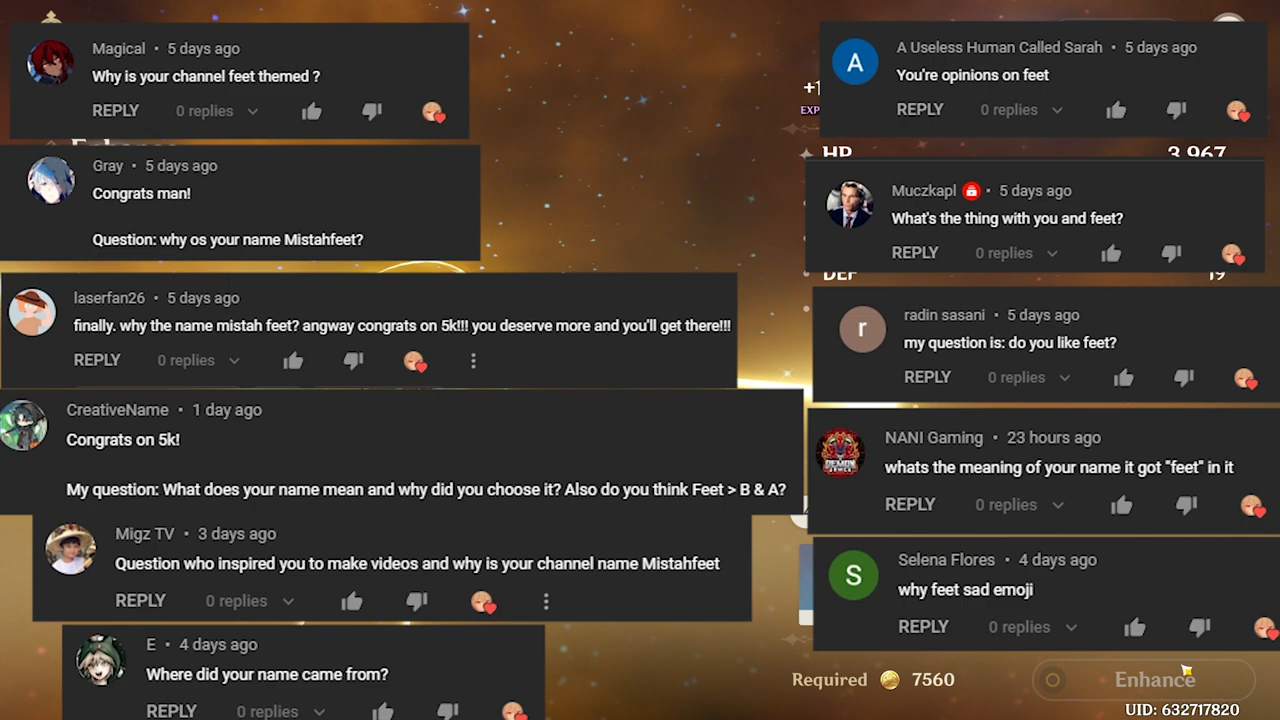 Magical • 5 days ago
Why is your channel feet themed ?
REPLY 0 replies
Enhance
Gray • 5 days ago
Congrats man!
Question: why os your name Mistahfeet?
laserfan26 • 5 days ago
finally. why the name mistah feet? angway congrats on 5k!!! you deserve more and you'll get there!!!
REPLY 0 replies
CreativeName • 1 day ago
Congrats on 5k!
My question: What does your name mean and why did you choose it? Also do you think Feet > B & A?
Migz TV • 3 days ago
Question who inspired you to make videos and why is your channel name Mistahfeet
REPLY 0 replies
E • 4 days ago
Where did your name came from?
REPLY 0 replies
+1
EXP
A
A Useless Human Called Sarah • 5 days ago
You're opinions on feet
REPLY 0 replies
HP 3,967
Muczkapl • 5 days ago
What's the thing with you and feet?
REPLY 0 replies
DEF 19
r
radin sasani • 5 days ago
my question is: do you like feet?
REPLY 0 replies
DEMON
NANI Gaming • 23 hours ago
whats the meaning of your name it got "feet" in it
REPLY 0 replies
S
Selena Flores • 4 days ago
why feet sad emoji
REPLY 0 replies
Required 7560
Enhance
UID: 632717820